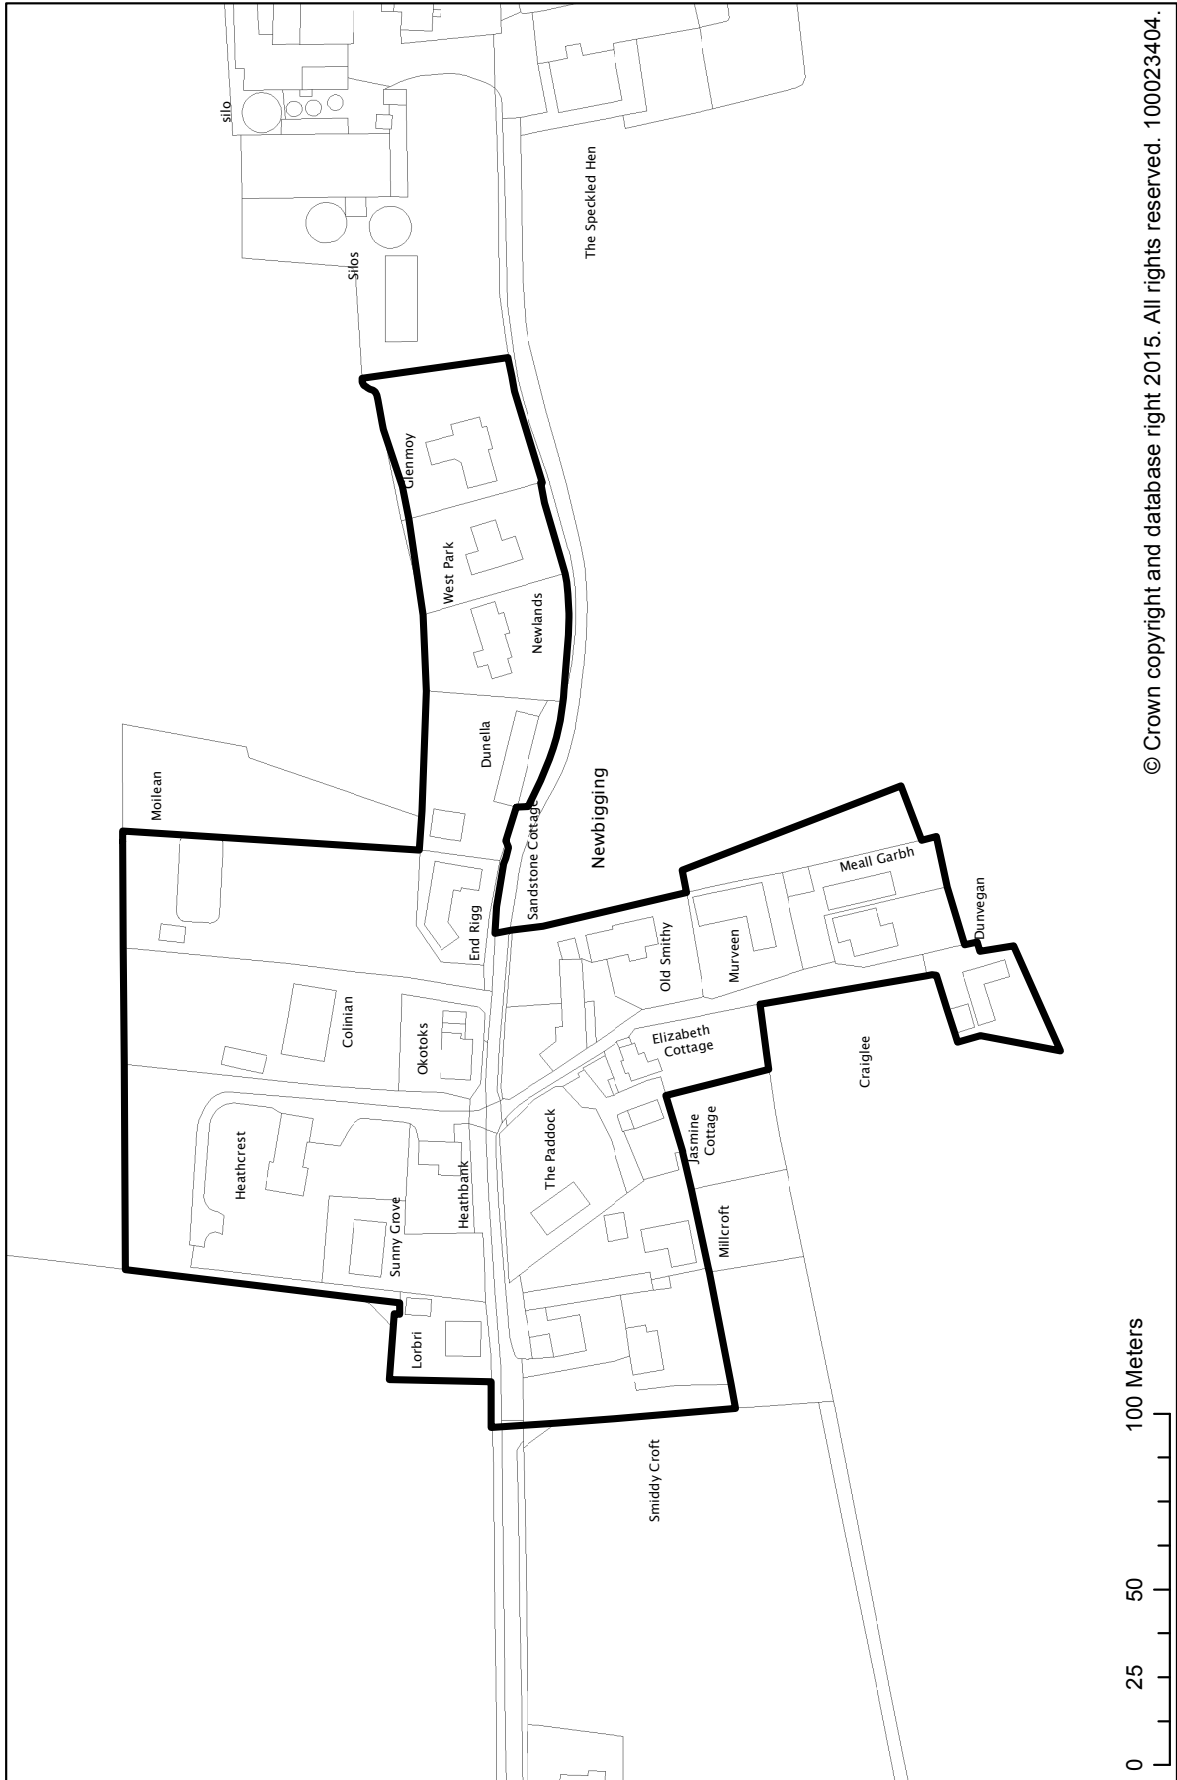 silo
Silos
The Speckled Hen
Glenmoy
West Park
Newlands
Dunella
Moilean
Sandstone Cottage
Newbigging
End Rigg
Colinian
Okotoks
Old Smithy
Murveen
Meall Garbh
Dunvegan
Elizabeth
Cottage
Craiglee
Heathcrest
Sunny Grove
Heathbank
The Paddock
Jasmine
Cottage
Millcroft
Lorbri
Smiddy Croft
0 25 50 100 Meters
© Crown copyright and database right 2015. All rights reserved. 100023404.